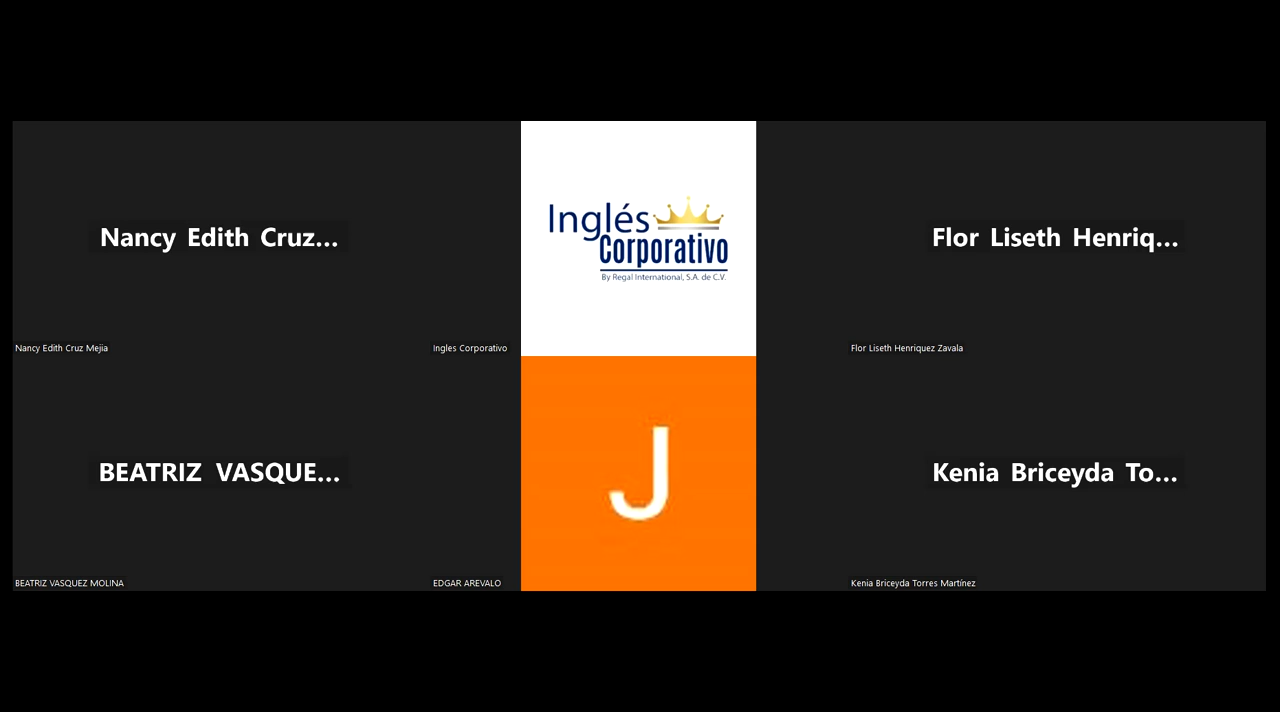 Nancy Edith Cruz...
Nancy Edith Cruz Mejia
Inglés
Corporativo
By Regal International, S.A. de C.V.
Ingles Corporativo
Flor Liseth Henriq...
Flor Liseth Henriquez Zavala
BEATRIZ VASQUE...
BEATRIZ VASQUEZ MOLINA
J
EDGAR AREVALO
Kenia Briceyda To...
Kenia Briceyda Torres Martínez